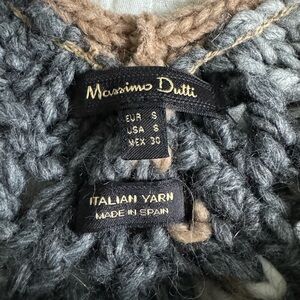 Massimo Dutti
EUR S
USA S
MEX 30
ITALIAN YARN
MADE IN SPAIN